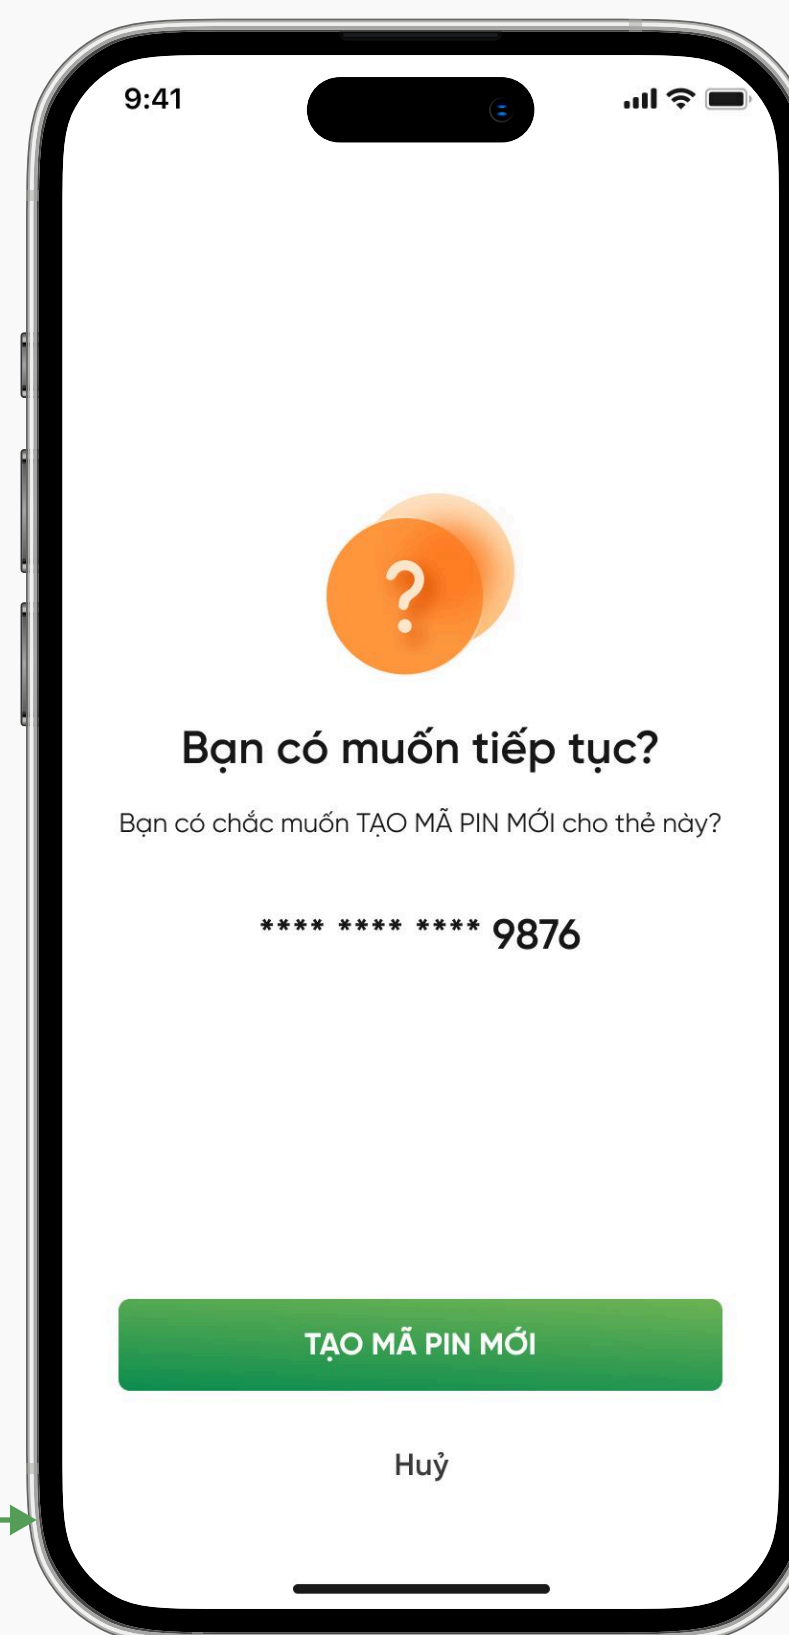 9:41
?
Bạn có muốn tiếp tục?
Bạn có chắc muốn TẠO MÃ PIN MỚI cho thẻ này?
**** **** **** 9876
TẠO MÃ PIN MỚI
Huỷ